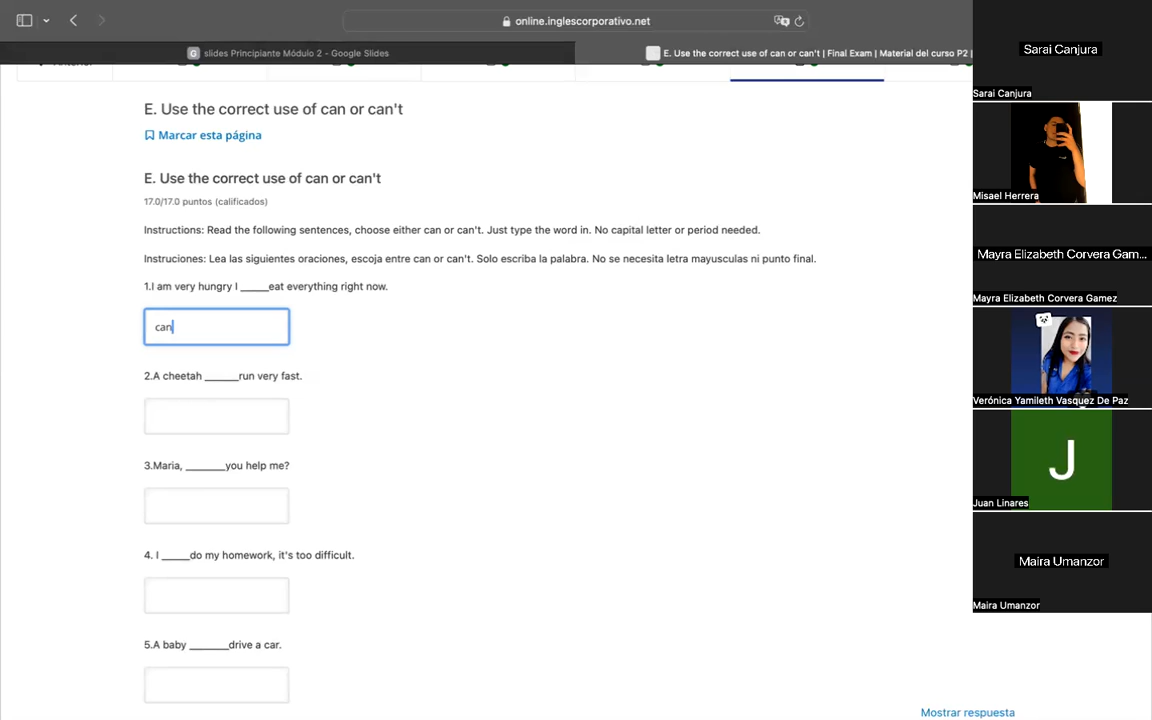 online.inglescorporativo.net
slides Principiante Módulo 2 - Google Slides
E. Use the correct use of can or can't | Final Exam | Material del curso P2 |
E. Use the correct use of can or can't
Marcar esta página
E. Use the correct use of can or can't
17.0/17.0 puntos (calificados)
Instructions: Read the following sentences, choose either can or can't. Just type the word in. No capital letter or period needed.
Instruciones: Lea las siguientes oraciones, escoja entre can or can't. Solo escriba la palabra. No se necesita letra mayusculas ni punto final.
1.I am very hungry I _____eat everything right now.
can
2.A cheetah ______run very fast.
3.Maria, _______you help me?
4. I _____do my homework, it's too difficult.
5.A baby _______drive a car.
Mostrar respuesta
Sarai Canjura
Sarai Canjura
Misael Herrera
Mayra Elizabeth Corvera Gam...
Mayra Elizabeth Corvera Gamez
Verónica Yamileth Vasquez De Paz
J
Juan Linares
Maira Umanzor
Maira Umanzor